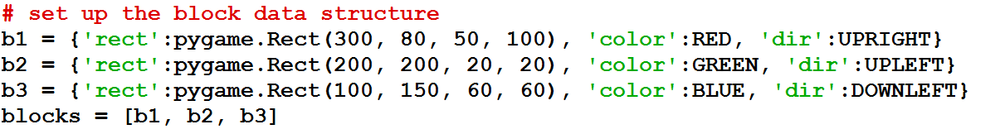 # set up the block data structure
b1 = {'rect':pygame.Rect(300, 80, 50, 100), 'color':RED, 'dir':UPRIGHT}
b2 = {'rect':pygame.Rect(200, 200, 20, 20), 'color':GREEN, 'dir':UPLEFT}
b3 = {'rect':pygame.Rect(100, 150, 60, 60), 'color':BLUE, 'dir':DOWNLEFT}
blocks = [b1, b2, b3]